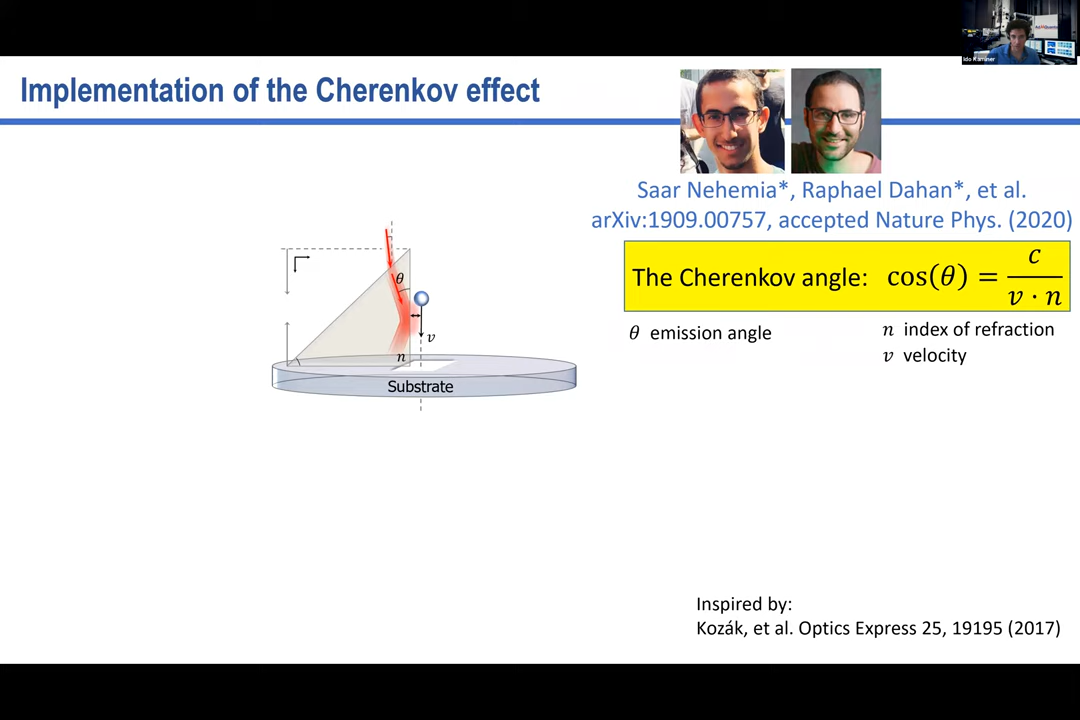 Ido Kaminer
Implementation of the Cherenkov effect
Saar Nehemia*, Raphael Dahan*, et al.
arXiv:1909.00757, accepted Nature Phys. (2020)
The Cherenkov angle: cos(θ) = c / (v · n)
θ emission angle
n index of refraction
v velocity
θ
v
n
Substrate
Inspired by:
Kozák, et al. Optics Express 25, 19195 (2017)